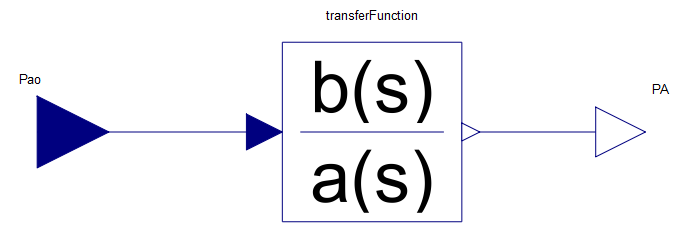 transferFunction
Pao
PA
b(s)
a(s)